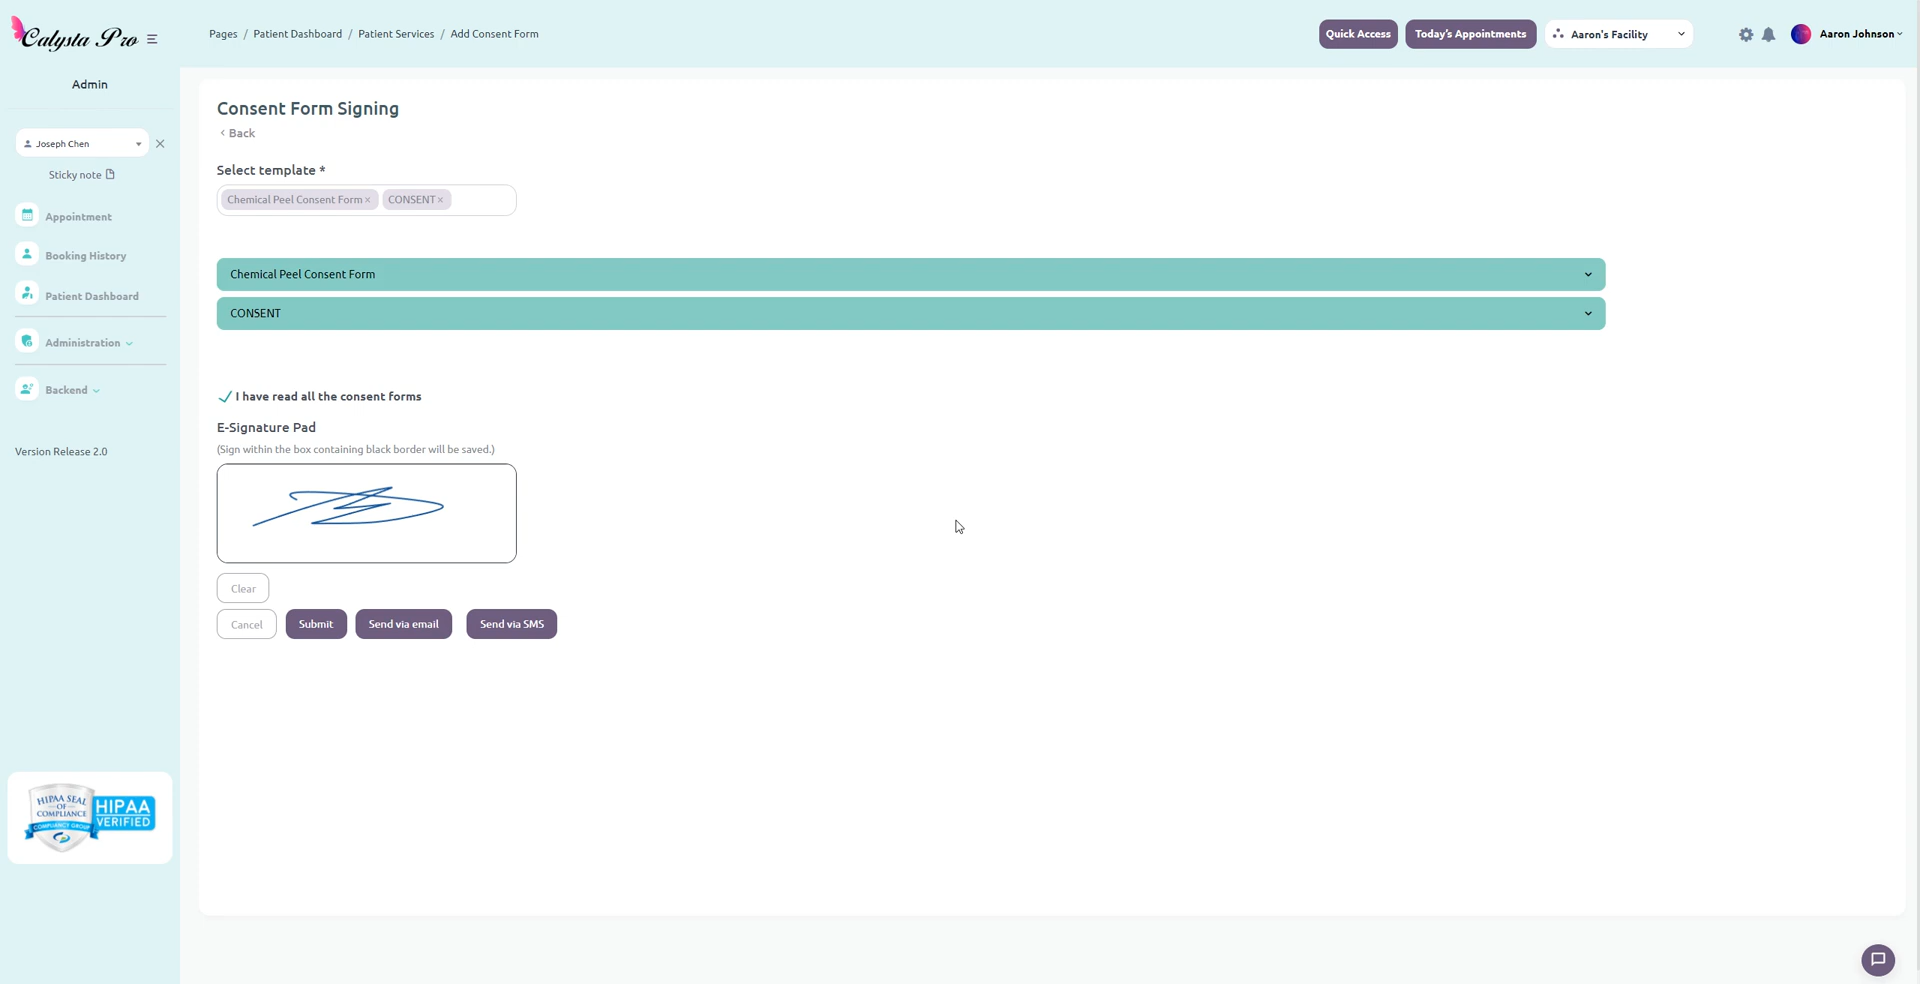 Calysta Pro
Pages / Patient Dashboard / Patient Services / Add Consent Form
Quick Access
Today's Appointments
Aaron's Facility
Aaron Johnson
Admin
Joseph Chen
Sticky note
Appointment
Booking History
Patient Dashboard
Administration
Backend
Version Release 2.0
HIPAA SEAL
OF
COMPLIANCE
COMPLIANCY GROUP
HIPAA
VERIFIED
Consent Form Signing
< Back
Select template *
Chemical Peel Consent Form × CONSENT ×
Chemical Peel Consent Form
CONSENT
I have read all the consent forms
E-Signature Pad
(Sign within the box containing black border will be saved.)
Clear
Cancel
Submit
Send via email
Send via SMS